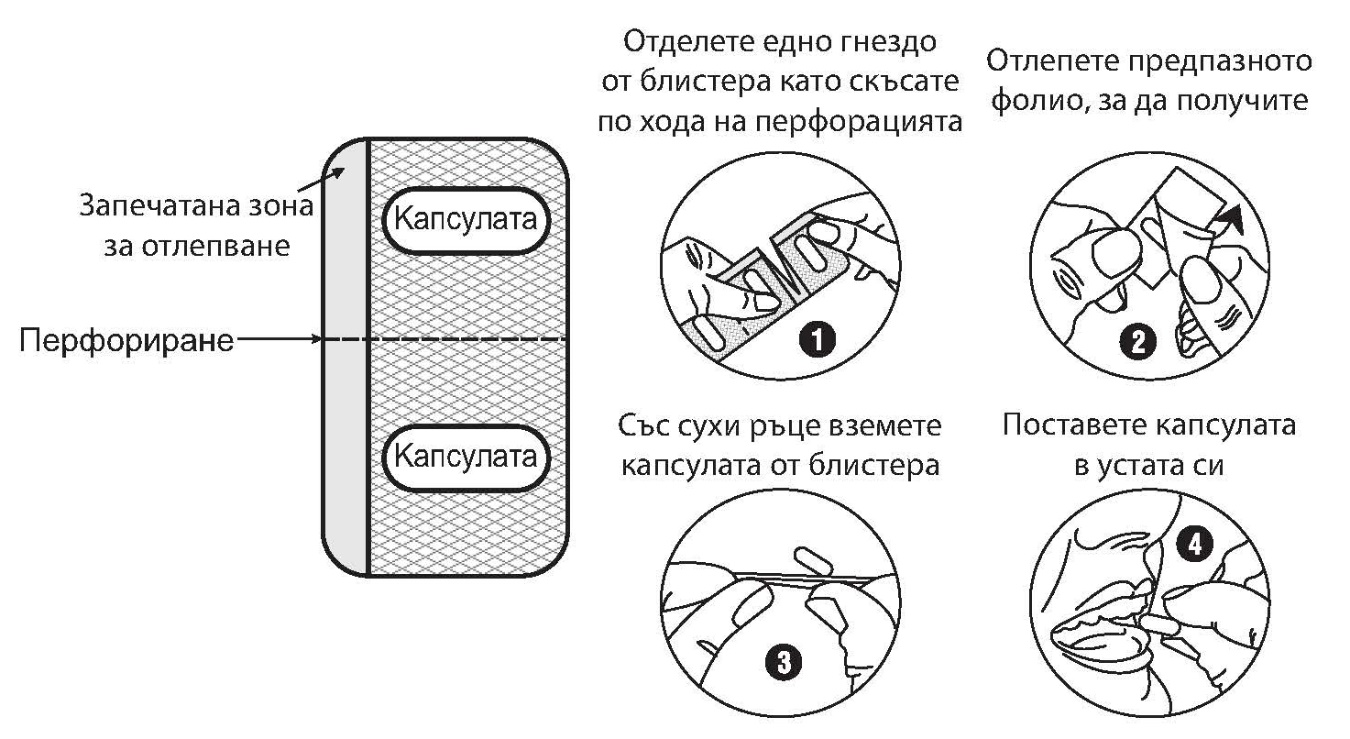 Запечатана зона
за отлепване
Капсулата
Перфориране
Капсулата
Отделете едно гнездо
от блистера като скъсате
по хода на перфорацията
1
Отлепете предпазното
фолио, за да получите
2
Със сухи ръце вземете
капсулата от блистера
3
Поставете капсулата
в устата си
4